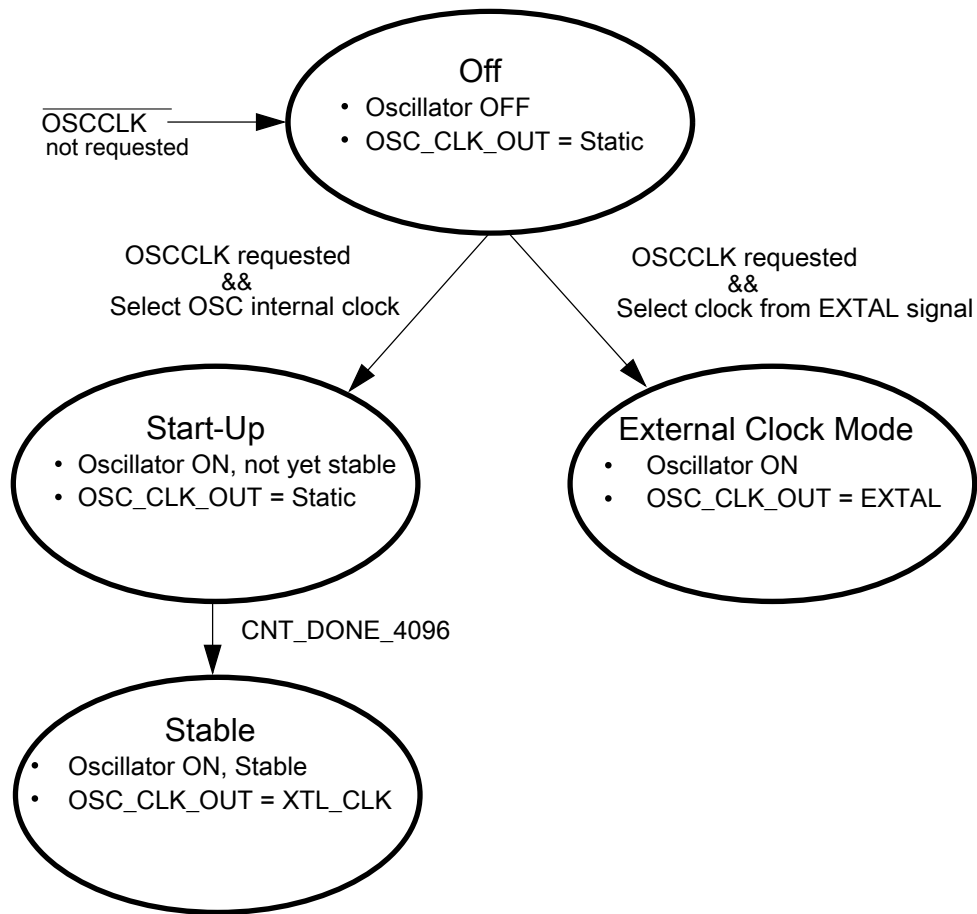 Off
• Oscillator OFF
• OSC_CLK_OUT = Static
OSCCLK
not requested
OSCCLK requested
&&
Select OSC internal clock
OSCCLK requested
&&
Select clock from EXTAL signal
Start-Up
• Oscillator ON, not yet stable
• OSC_CLK_OUT = Static
External Clock Mode
• Oscillator ON
• OSC_CLK_OUT = EXTAL
CNT_DONE_4096
Stable
• Oscillator ON, Stable
• OSC_CLK_OUT = XTL_CLK